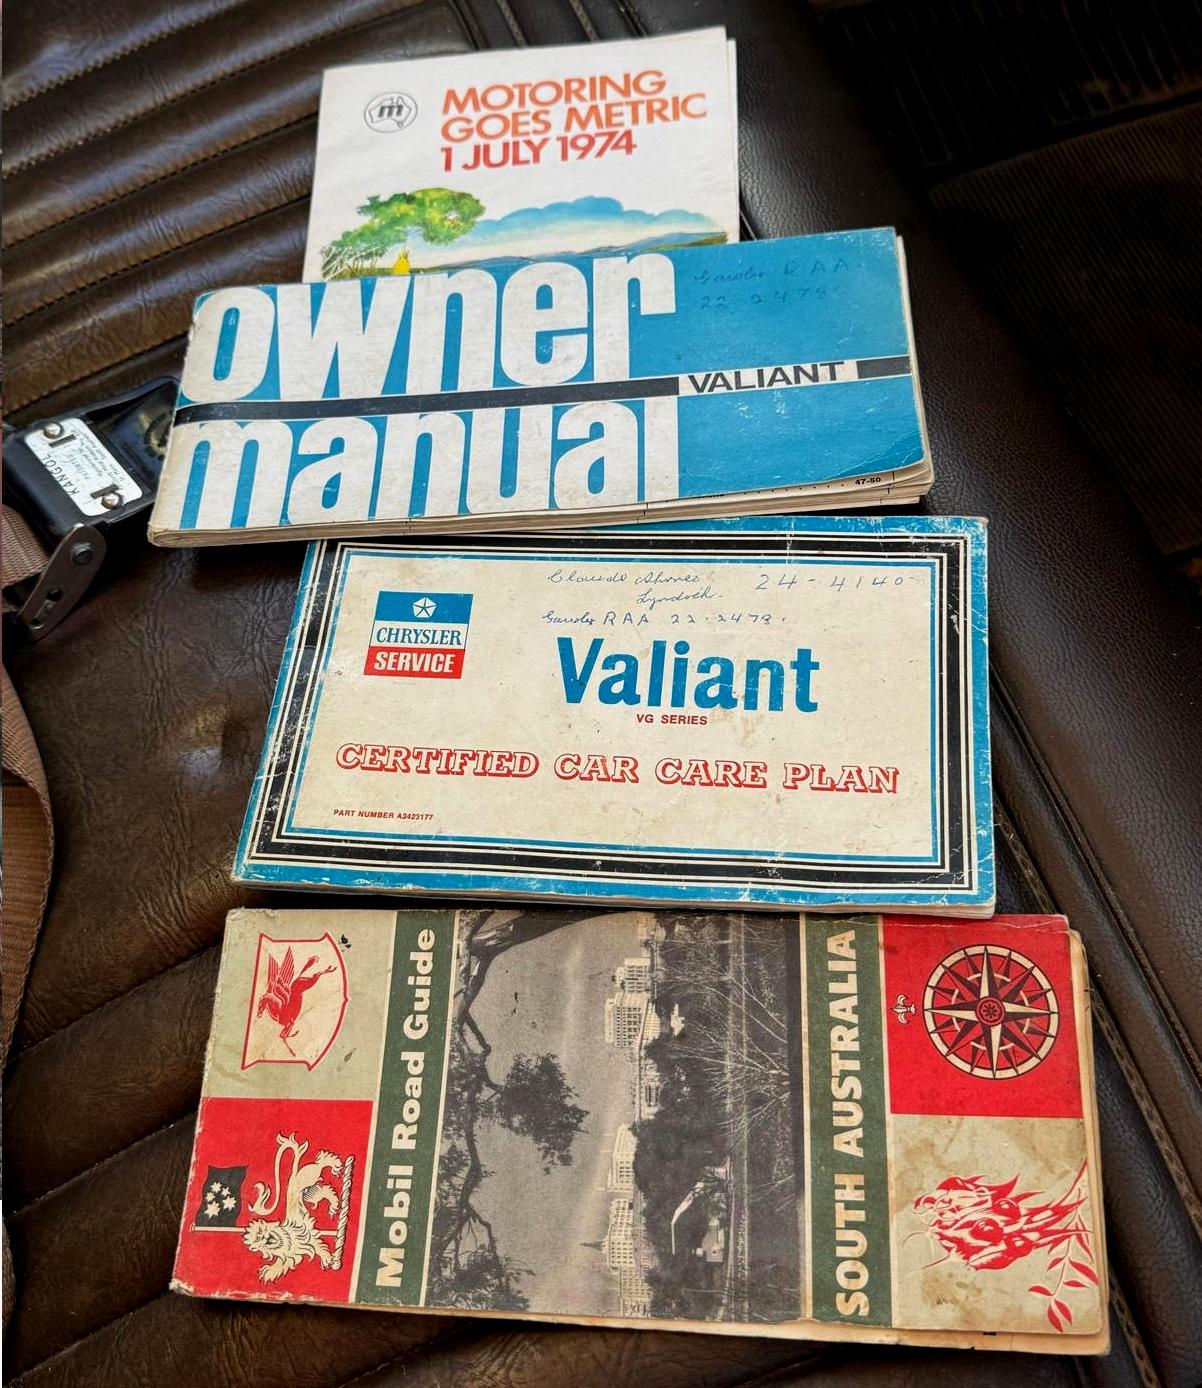 m
MOTORING
GOES METRIC
1 JULY 1974
owner
manual
VALIANT
Gawler RAA
22 2478
47-50
KANGOL
CHRYSLER
SERVICE
24-4140
Lyndoch.
Gawler RAA 22.2478.
Valiant
VG SERIES
CERTIFIED CAR CARE PLAN
PART NUMBER A3423177
Mobil Road Guide
SOUTH AUSTRALIA